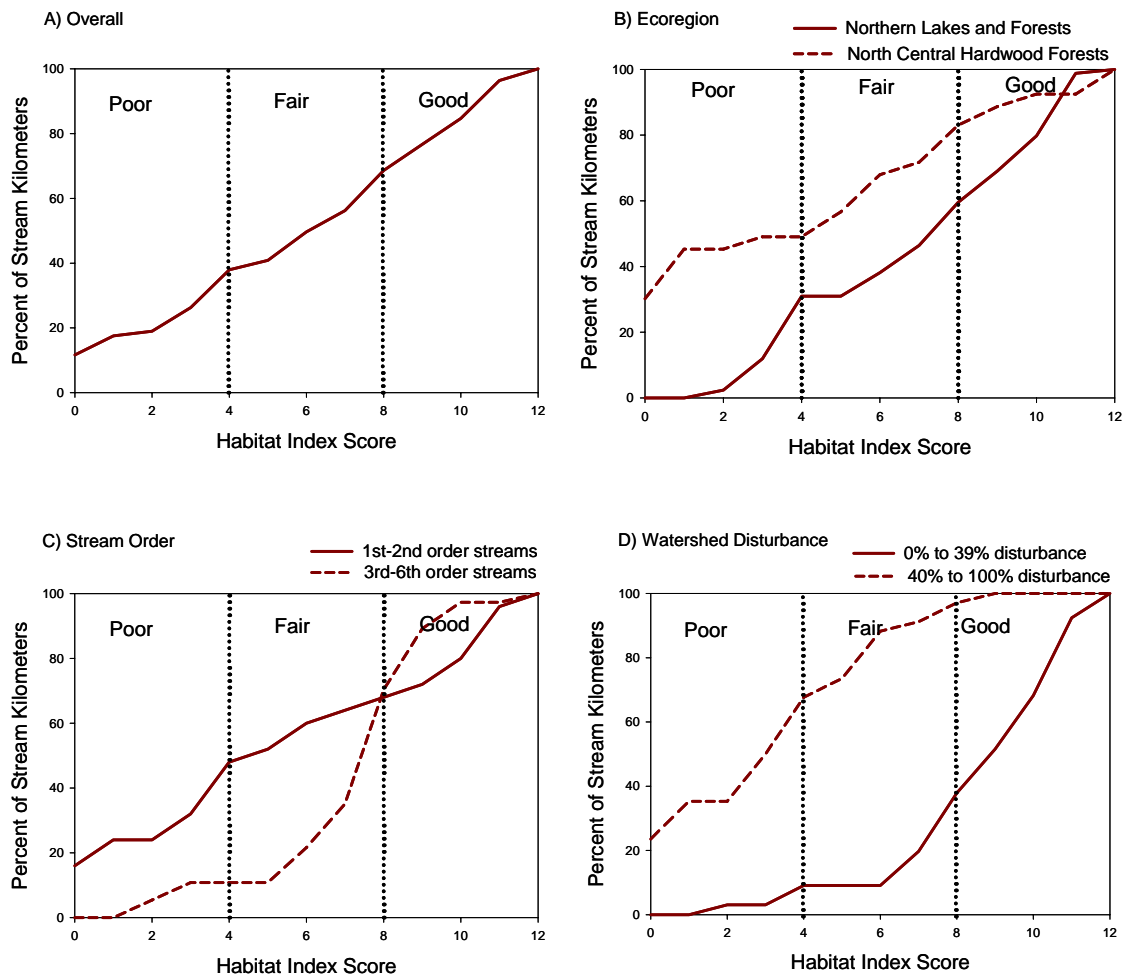 A) Overall
Percent of Stream Kilometers
100
80
60
40
20
0
Poor
Fair
Good
0 2 4 6 8 10 12
Habitat Index Score
B) Ecoregion
Northern Lakes and Forests
North Central Hardwood Forests
Percent of Stream Kilometers
100
80
60
40
20
0
Poor
Fair
Good
0 2 4 6 8 10 12
Habitat Index Score
C) Stream Order
1st-2nd order streams
3rd-6th order streams
Percent of Stream Kilometers
100
80
60
40
20
0
Poor
Fair
Good
0 2 4 6 8 10 12
Habitat Index Score
D) Watershed Disturbance
0% to 39% disturbance
40% to 100% disturbance
Percent of Stream Kilometers
100
80
60
40
20
0
Poor
Fair
Good
0 2 4 6 8 10 12
Habitat Index Score